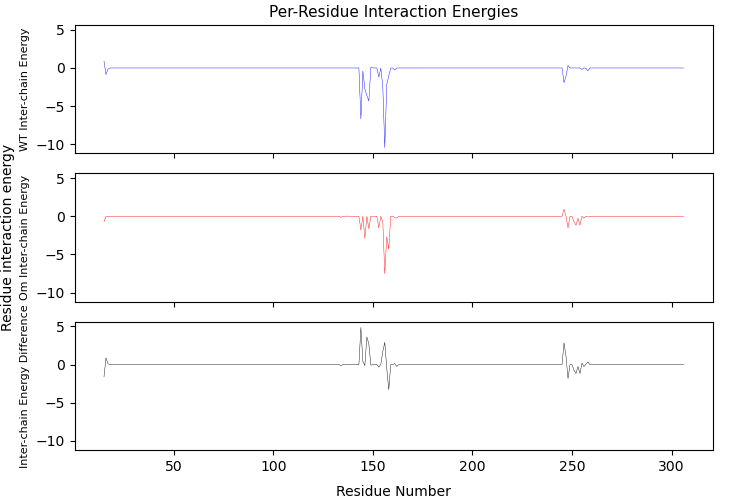 Per-Residue Interaction Energies
Residue interaction energy
WT Inter-chain Energy
5
0
−5
−10
Om Inter-chain Energy
5
0
−5
−10
Inter-chain Energy Difference
5
0
−5
−10
50 100 150 200 250 300
Residue Number